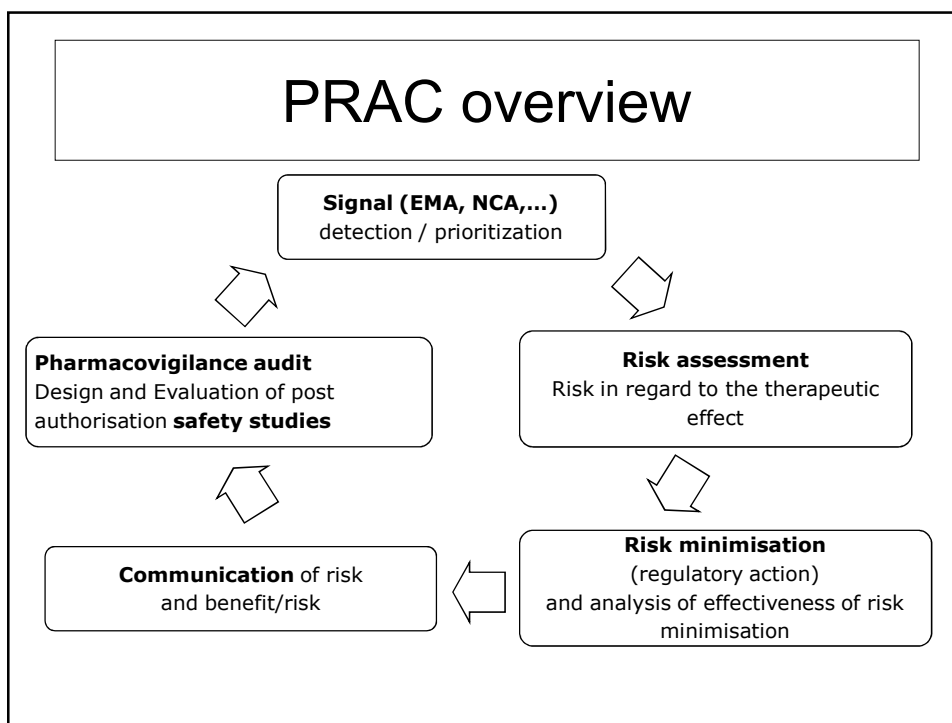 PRAC overview
Signal (EMA, NCA,...)
detection / prioritization
Risk assessment
Risk in regard to the therapeutic
effect
Risk minimisation
(regulatory action)
and analysis of effectiveness of risk
minimisation
Communication of risk
and benefit/risk
Pharmacovigilance audit
Design and Evaluation of post
authorisation safety studies